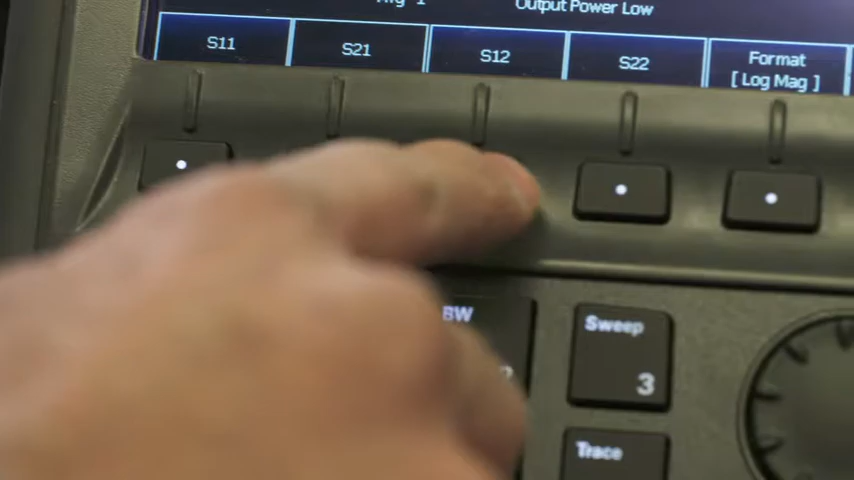 Output Power Low
S11
S21
S12
S22
Format
[Log Mag]
BW
Sweep
3
Trace